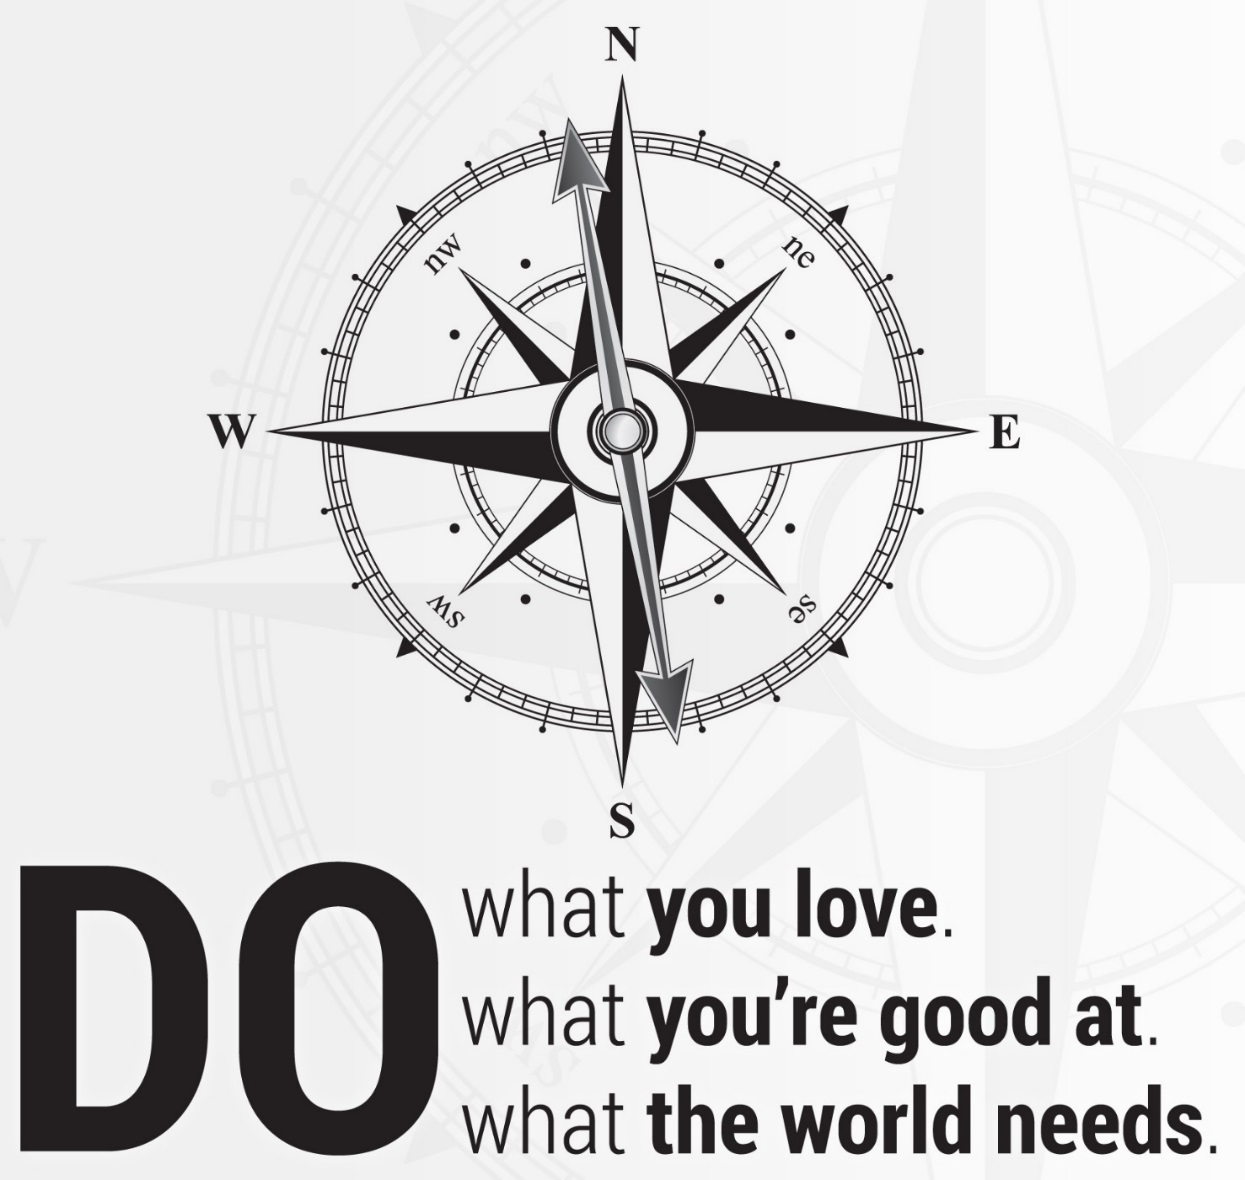 N
nw
ne
W
E
sw
se
S
DO
what you love.
what you're good at.
what the world needs.